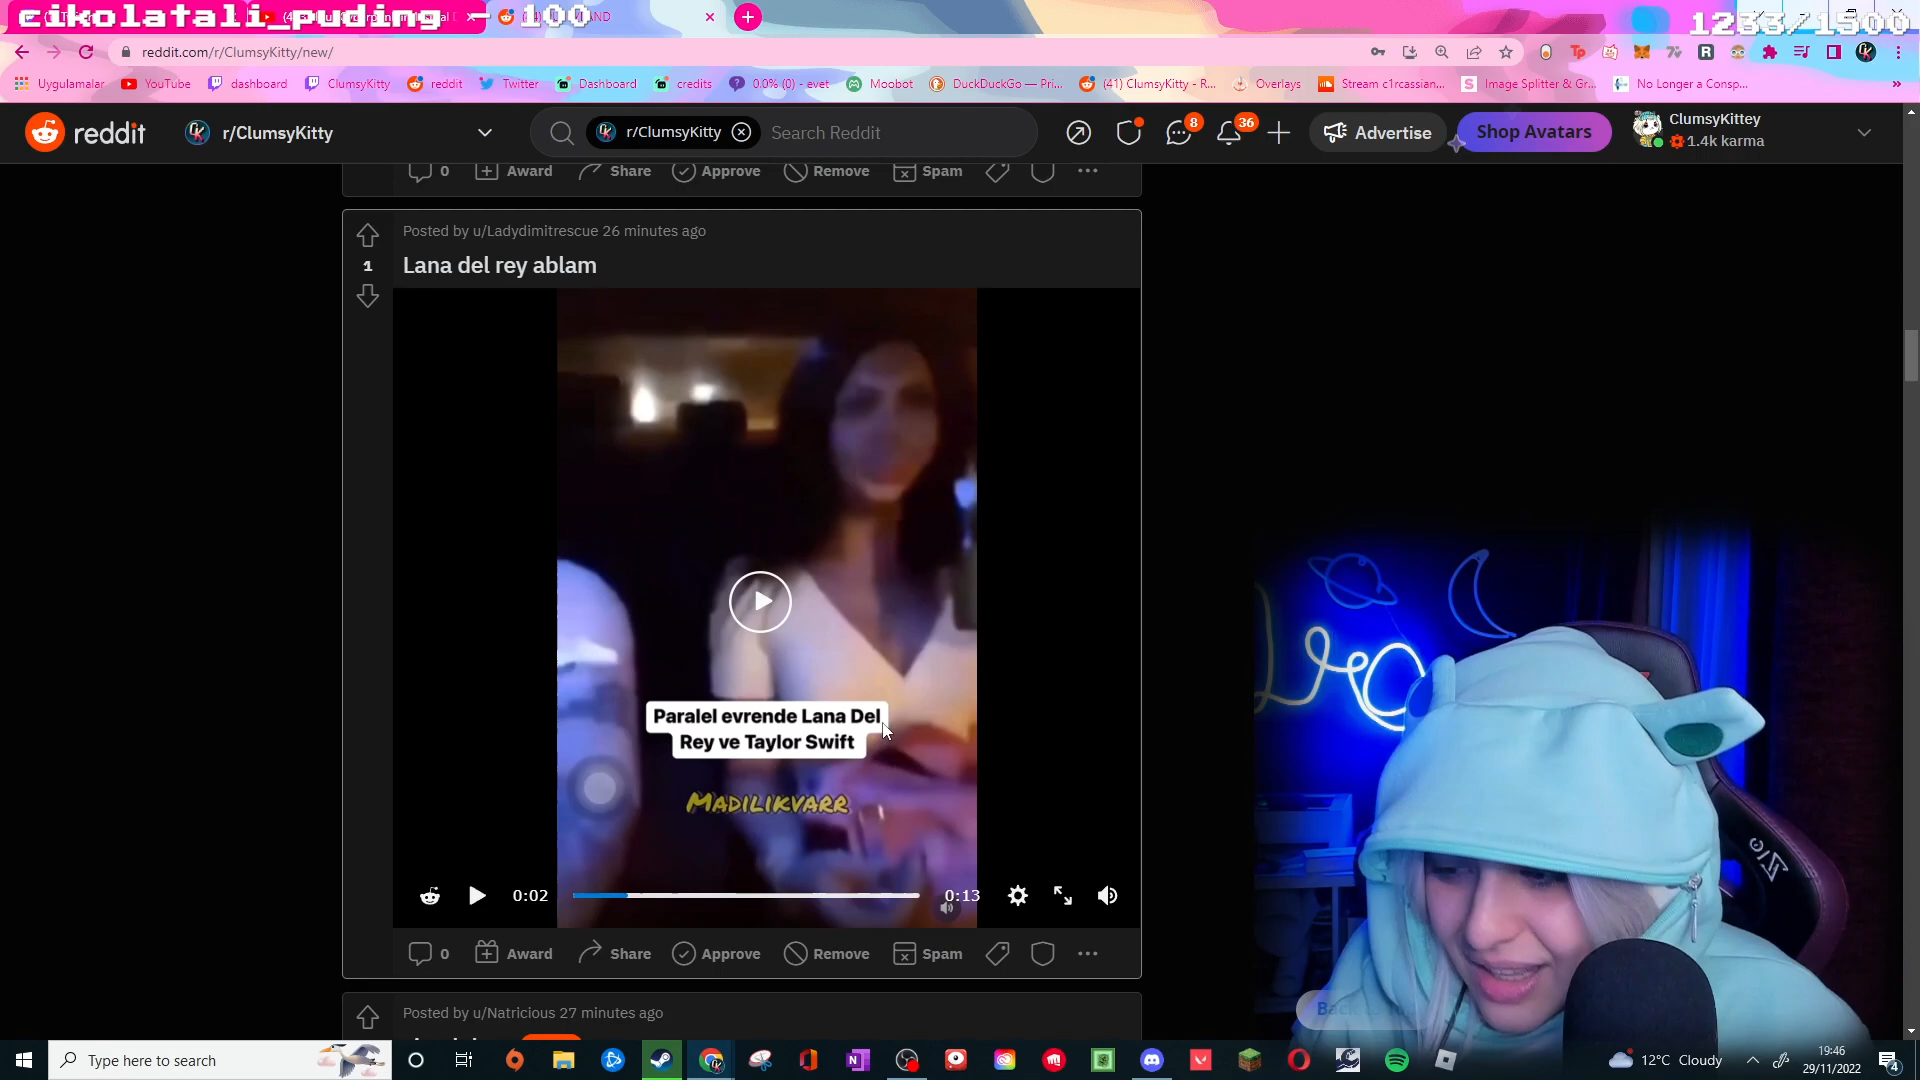 cikolatali_puding - 100
1233/1500
reddit.com/r/ClumsyKitty/new/
Uygulamalar YouTube dashboard ClumsyKitty reddit Twitter Dashboard credits 0.0% (0) - evet Moobot DuckDuckGo — Pri... (41) ClumsyKitty - R... Overlays Stream c1rcassian... Image Splitter & Gr... No Longer a Consp...
reddit r/ClumsyKitty r/ClumsyKitty Search Reddit 8 36 Advertise Shop Avatars ClumsyKittey
1.4k karma
0 Award Share Approve Remove Spam
Posted by u/Ladydimitrescue 26 minutes ago
1
Lana del rey ablam
Paralel evrende Lana Del
Rey ve Taylor Swift
MADILIKVARR
0:02 0:13
0 Award Share Approve Remove Spam
Posted by u/Natricious 27 minutes ago
Type here to search
12°C Cloudy
19:46
29/11/2022
4